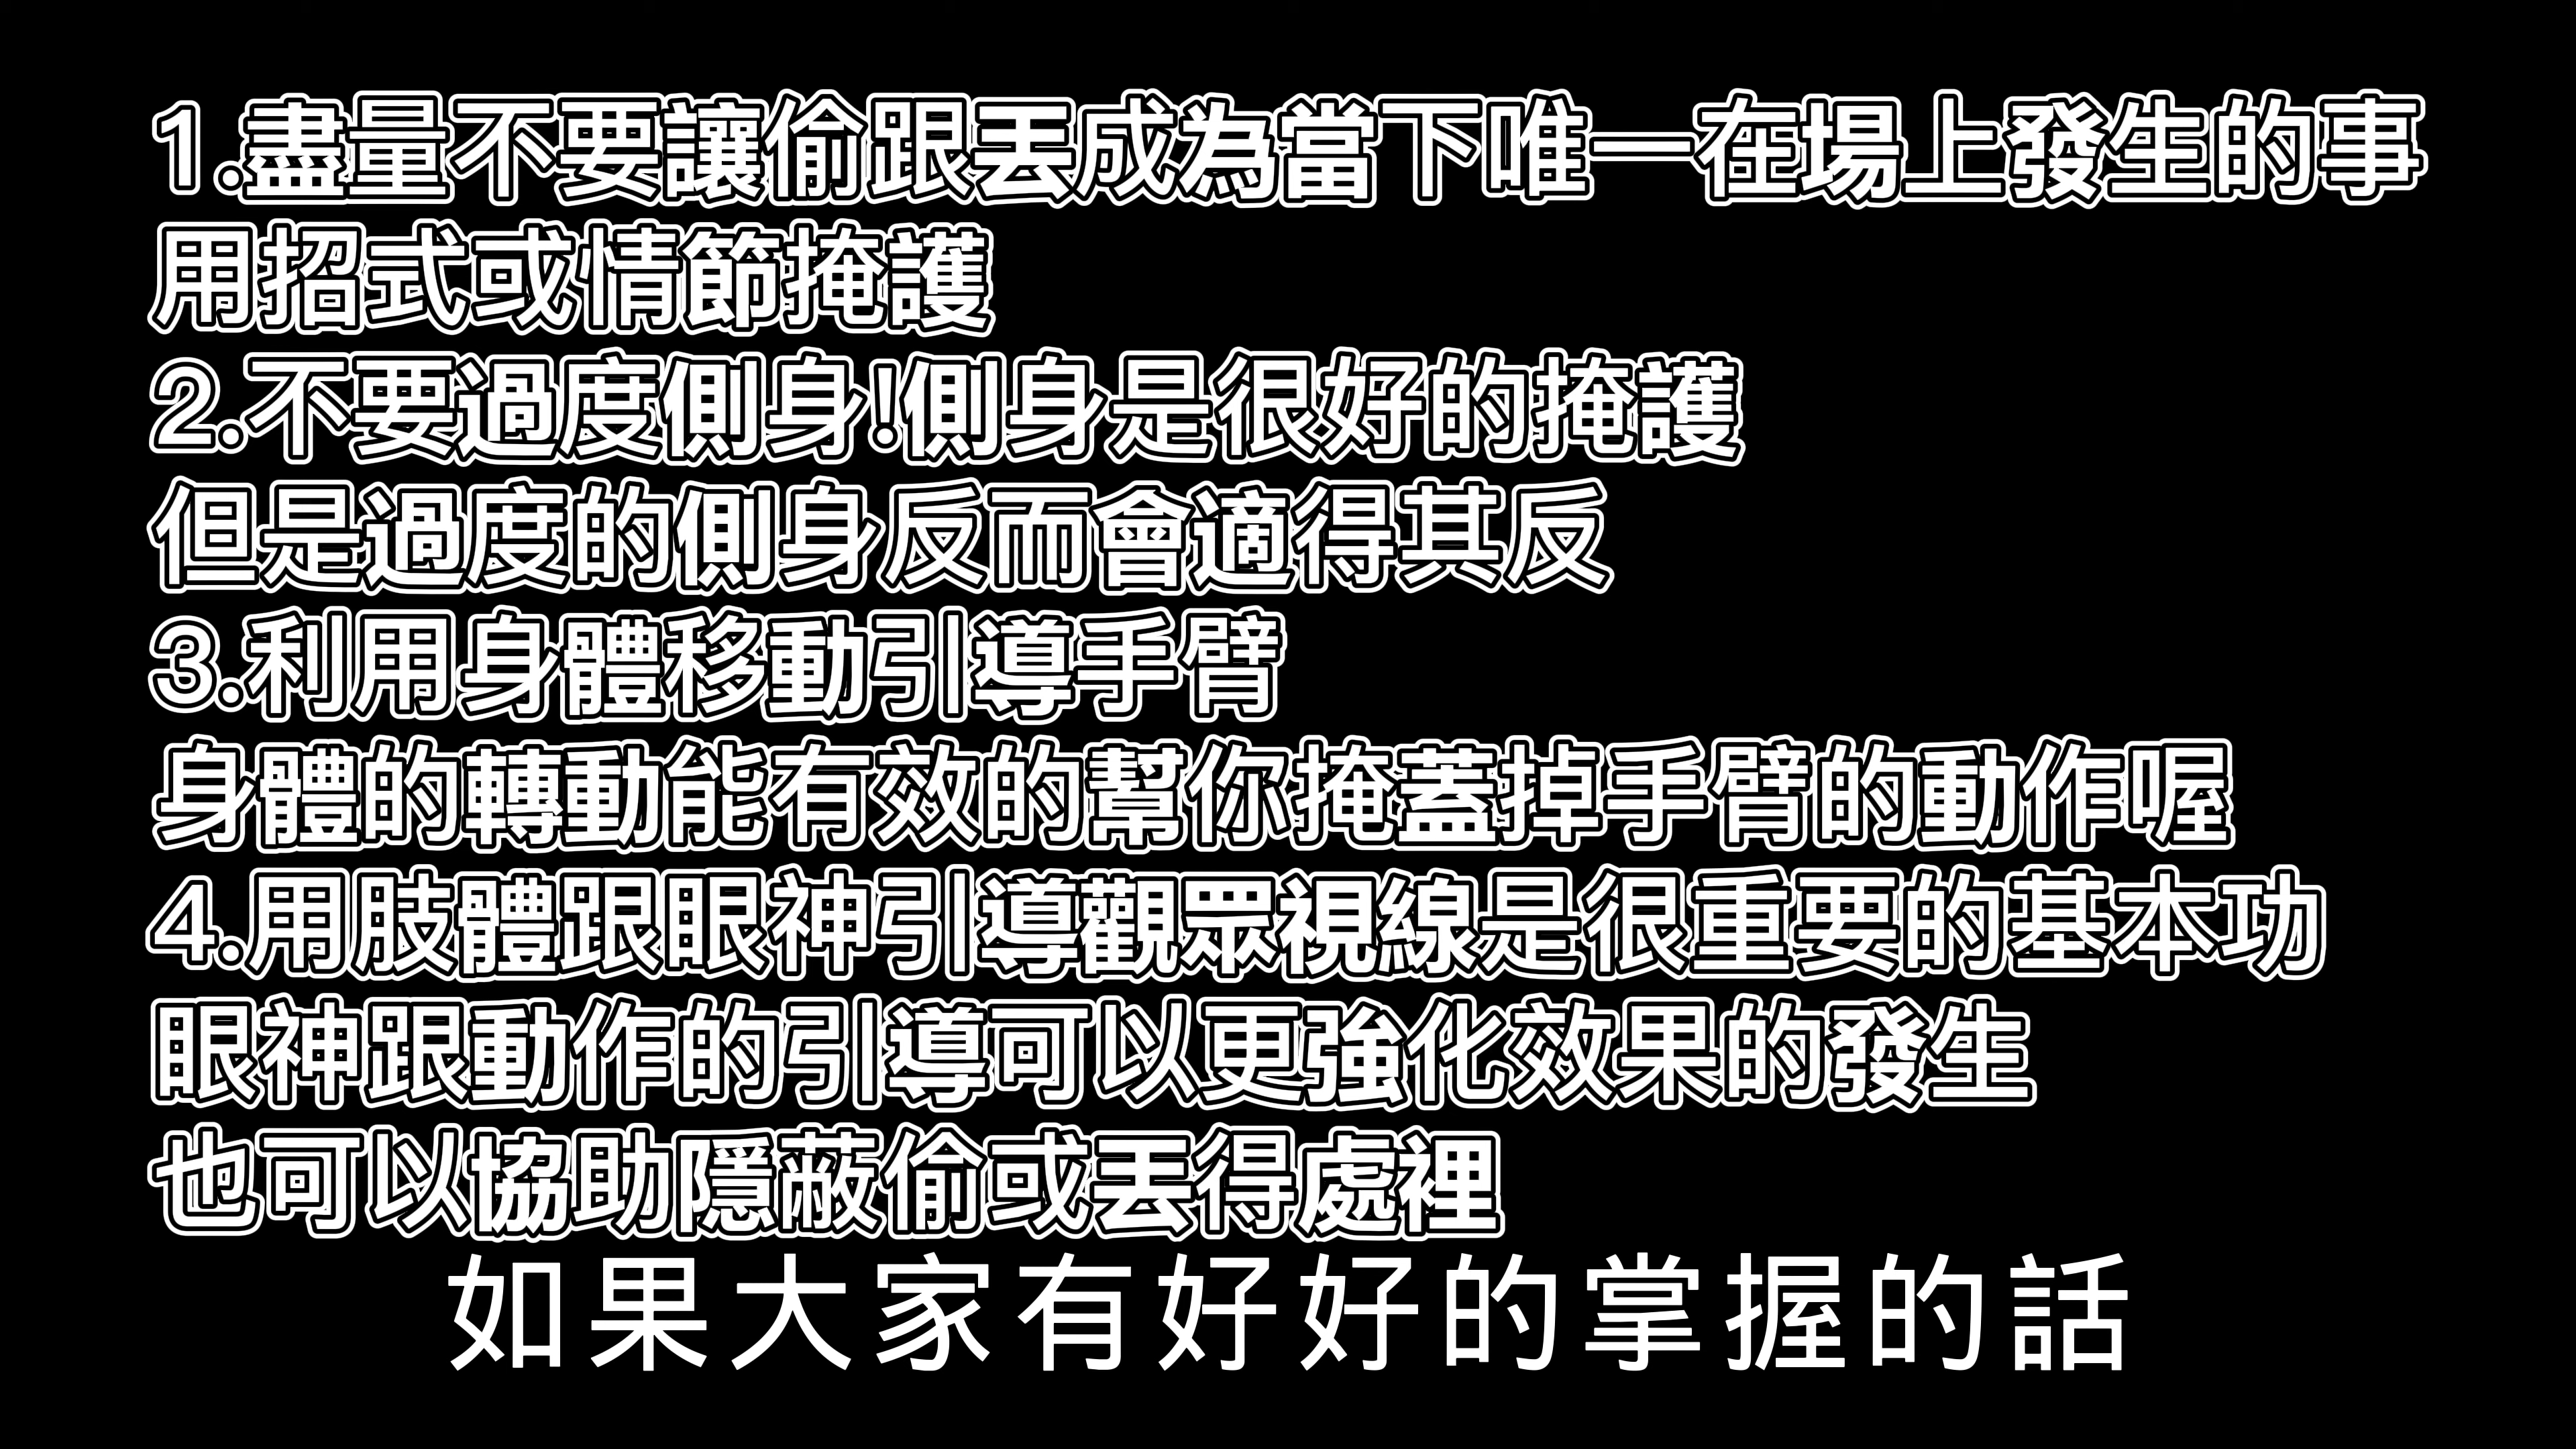 1.盡量不要讓偷跟丟成為當下唯一在場上發生的事
用招式或情節掩護
2.不要過度側身!側身是很好的掩護
但是過度的側身反而會適得其反
3.利用身體移動引導手臂
身體的轉動能有效的幫你掩蓋掉手臂的動作喔
4.用肢體跟眼神引導觀眾視線是很重要的基本功
眼神跟動作的引導可以更強化效果的發生
也可以協助隱蔽偷或丟得處裡
如果大家有好好的掌握的話